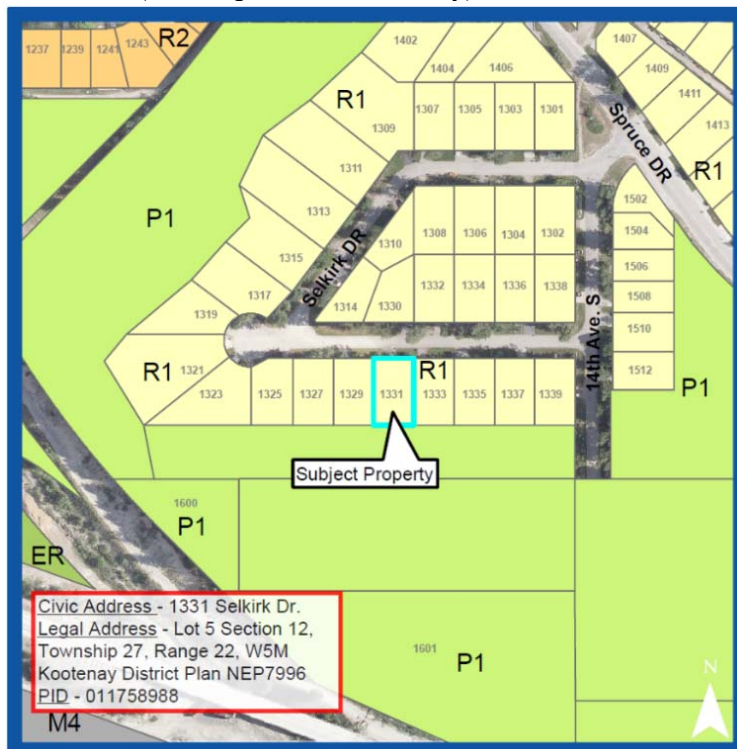 1237
1239
1241
1243
R2
1402
1404
1406
1407
1409
1411
1413
R1
1307
1305
1303
1301
1309
Spruce DR
R1
1311
1313
1315
P1
1317
1319
Selkirk DR
1310
1308
1306
1304
1302
1314
1330
1332
1334
1336
1338
14th Ave. S
1502
1504
1506
1508
1510
1512
P1
R1
1321
1323
1325
1327
1329
1331
R1
1333
1335
1337
1339
Subject Property
1600
P1
ER
Civic Address - 1331 Selkirk Dr.
Legal Address - Lot 5 Section 12,
Township 27, Range 22, W5M
Kootenay District Plan NEP7996
PID - 011758988
M4
1601
P1
N